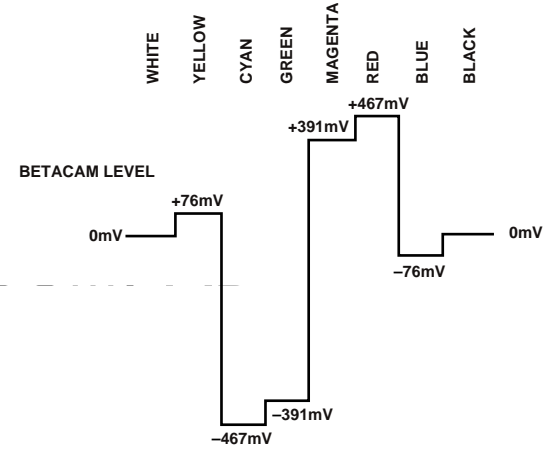 WHITE
YELLOW
CYAN
GREEN
MAGENTA
RED
BLUE
BLACK
+467mV
+391mV
BETACAM LEVEL
+76mV
0mV
0mV
–76mV
–391mV
–467mV